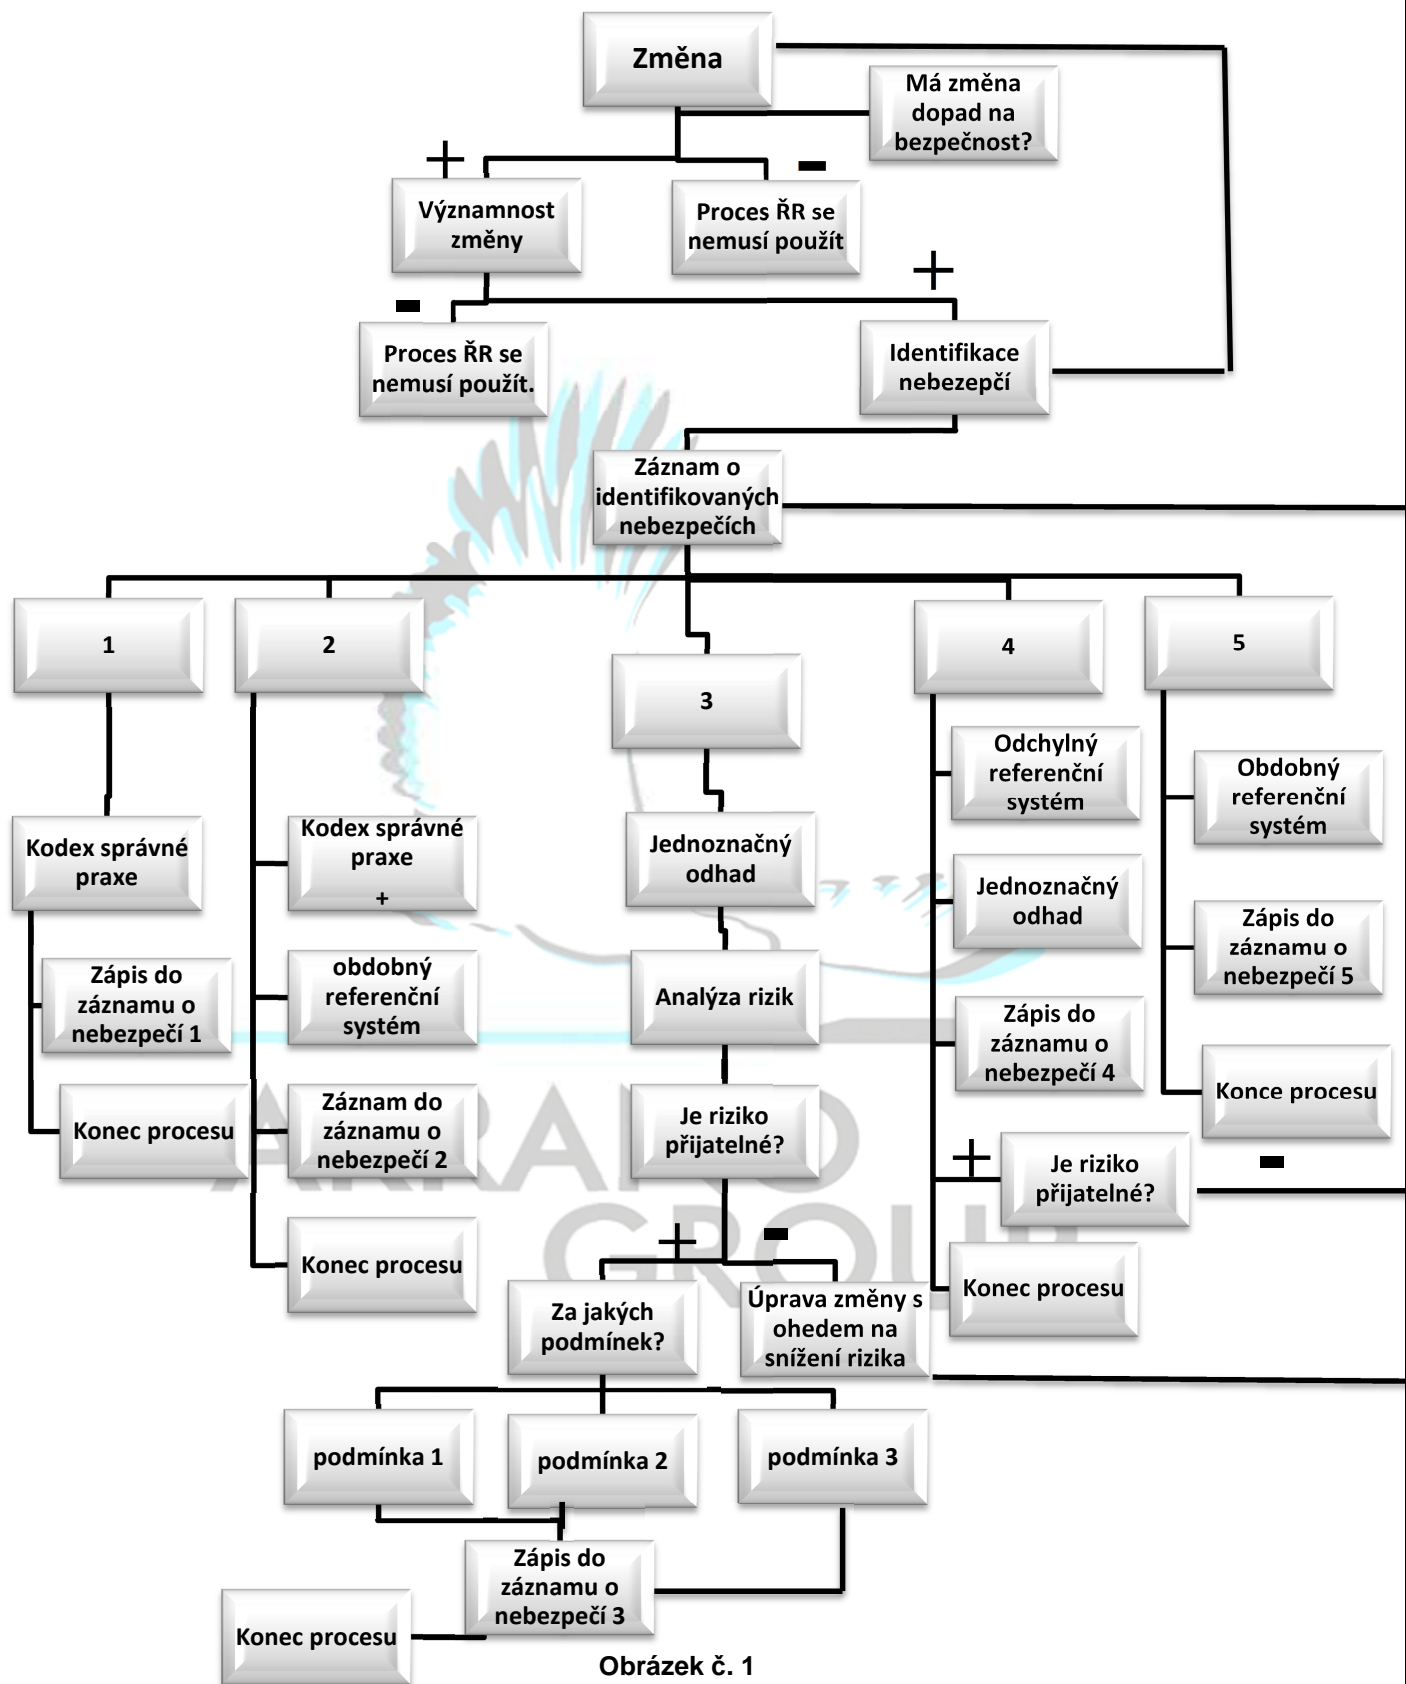 Změna
Má změna
dopad na
bezpečnost?
+
-
Významnost
změny
Proces ŘR se
nemusí použít
-
+
Proces ŘR se
nemusí použít.
Identifikace
nebezepčí
Záznam o
identifikovaných
nebezpečích
1
2
3
4
5
Kodex správné
praxe
Zápis do
záznamu o
nebezpečí 1
Konec procesu
Kodex správné
praxe
+
obdobný
referenční
systém
Záznam do
záznamu o
nebezpečí 2
Konec procesu
Jednoznačný
odhad
Analýza rizik
Je riziko
přijatelné?
+
-
Za jakých
podmínek?
Úprava změny s
ohedem na
snížení rizika
podmínka 1
podmínka 2
podmínka 3
Zápis do
záznamu o
nebezpečí 3
Konec procesu
Odchylný
referenční
systém
Jednoznačný
odhad
Zápis do
záznamu o
nebezpečí 4
+
Je riziko
přijatelné?
-
Konec procesu
Obdobný
referenční
systém
Zápis do
záznamu o
nebezpečí 5
Konce procesu
GROUP
Obrázek č. 1